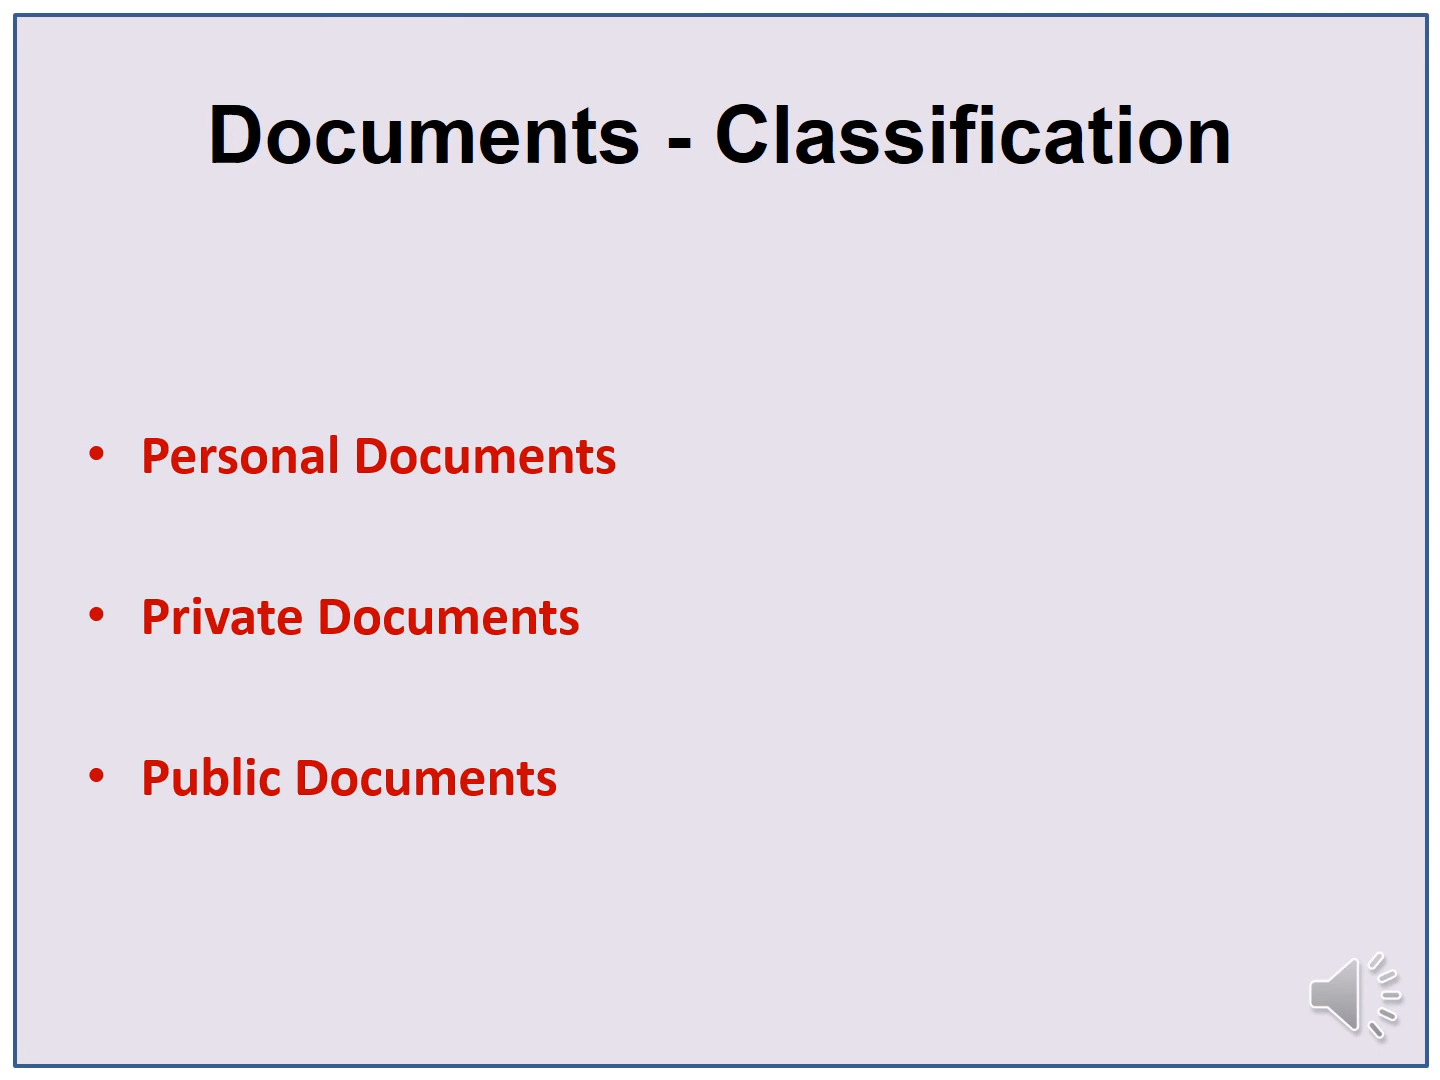 Documents - Classification
• Personal Documents
• Private Documents
• Public Documents